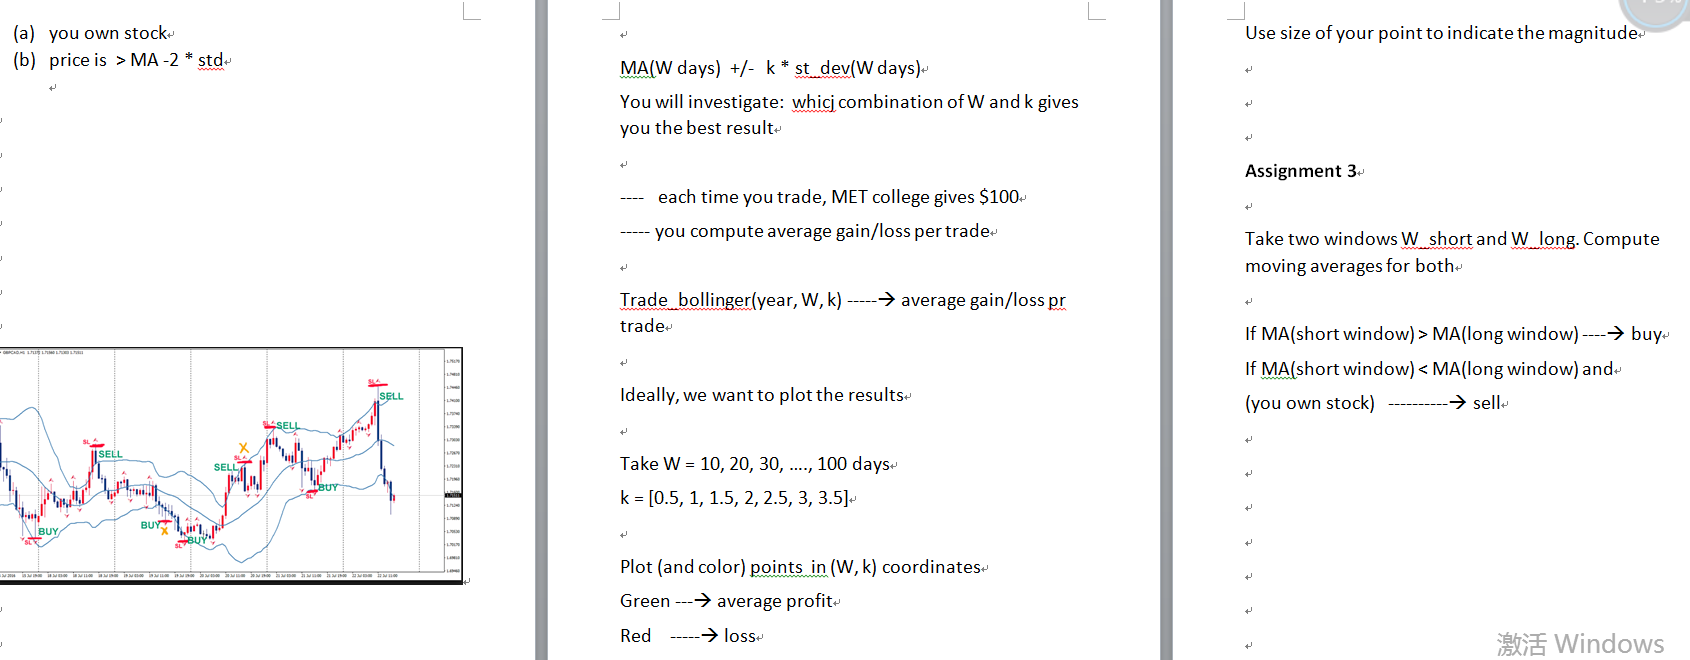 (a) you own stock
(b) price is > MA -2 * std
SELL
SELL
SELL
SELL
BUY
BUY
BUY
BUY
SL
SL
SL
SL
SL
SL
SL
X
X
MA(W days) +/- k * st_dev(W days)
You will investigate: whicj combination of W and k gives
you the best result
---- each time you trade, MET college gives $100
----- you compute average gain/loss per trade
Trade_bollinger(year, W, k) -----→ average gain/loss pr
trade
Ideally, we want to plot the results
Take W = 10, 20, 30, …., 100 days
k = [0.5, 1, 1.5, 2, 2.5, 3, 3.5]
Plot (and color) points in (W, k) coordinates
Green ---→ average profit
Red -----→ loss
Use size of your point to indicate the magnitude
Assignment 3
Take two windows W_short and W_long. Compute
moving averages for both
If MA(short window) > MA(long window) ----→ buy
If MA(short window) < MA(long window) and
(you own stock) ----------→ sell
激活 Windows